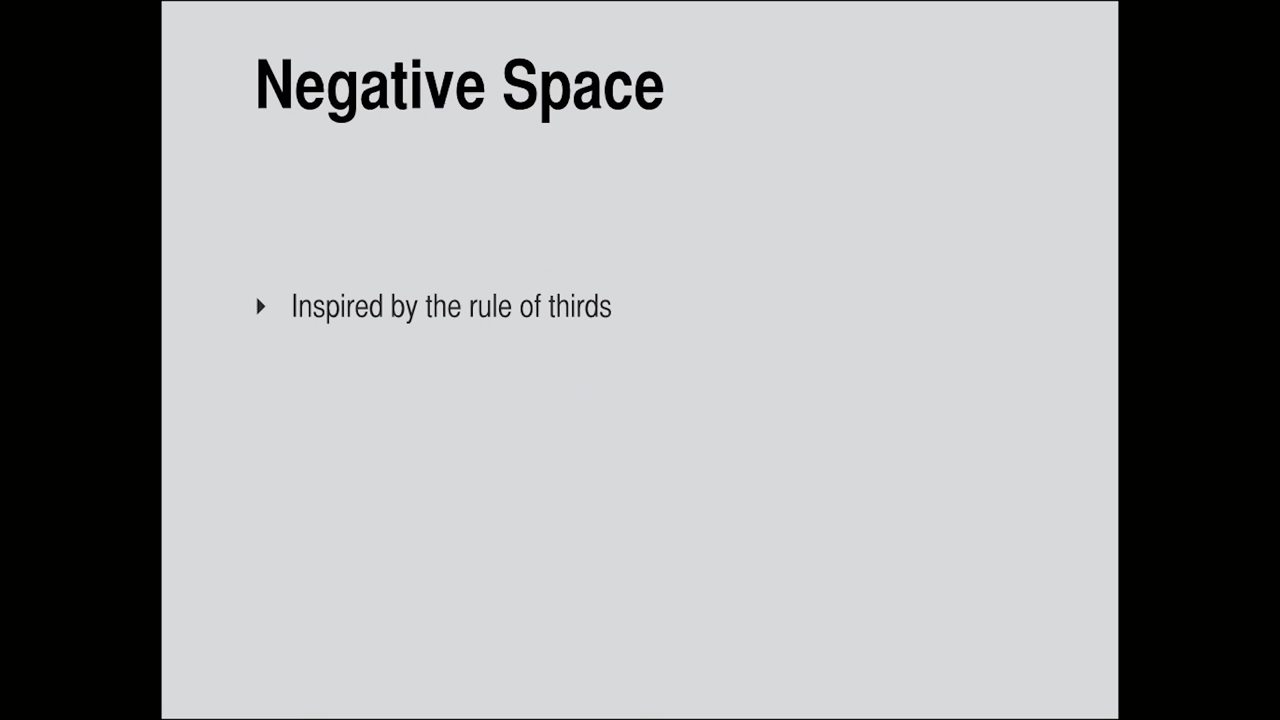 Negative Space
Inspired by the rule of thirds